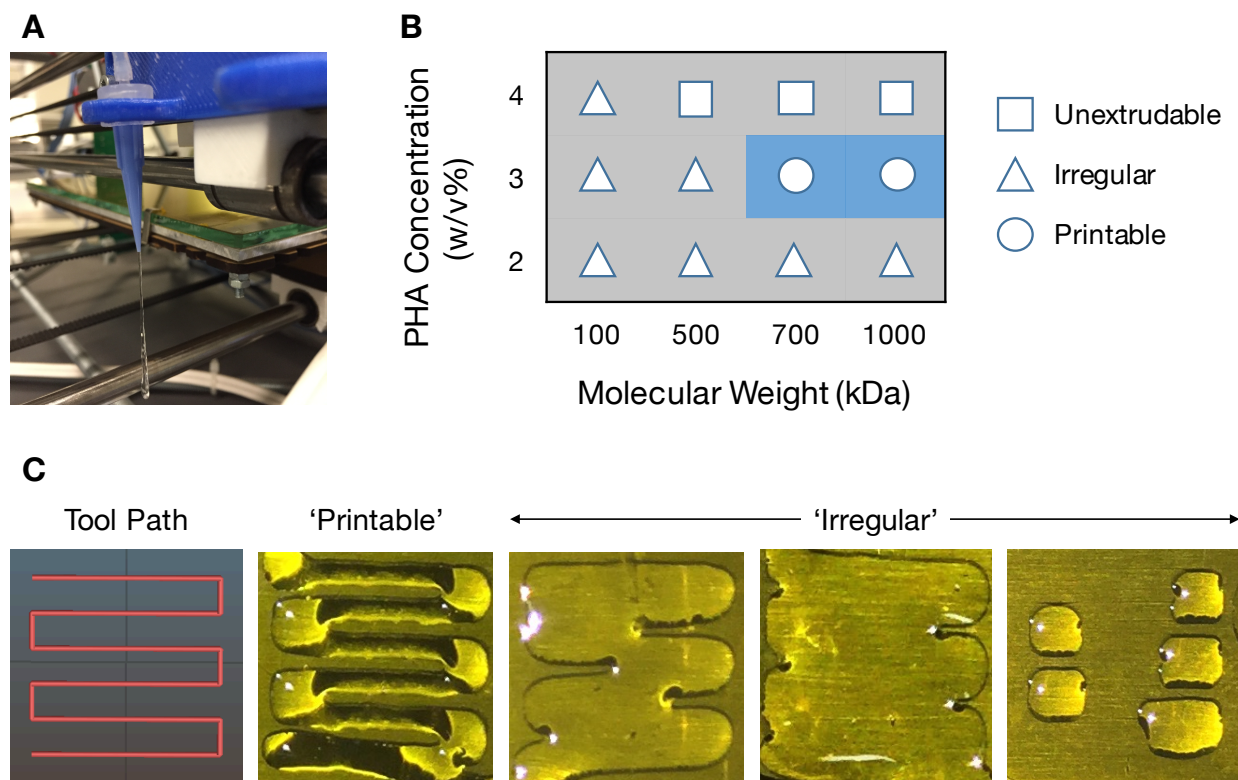 A
B
PHA Concentration
(w/v%)
4
3
2
100 500 700 1000
Molecular Weight (kDa)
Unextrudable
Irregular
Printable
C
Tool Path
‘Printable’
‘Irregular’